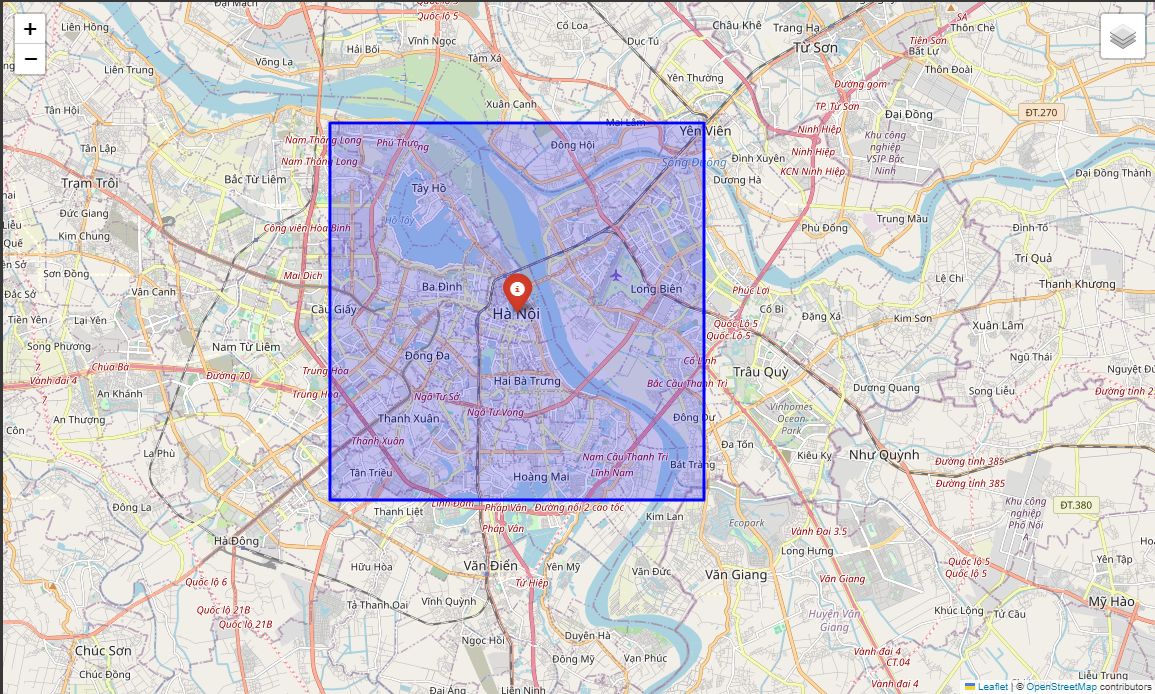 Đại Mạch
Quốc lộ 5
SA
Thôn Chẽ
Liên Hồng
+
Cổ Loa
Châu Khê
Trang Hạ
Vĩnh Ngọc
Dục Tú
Từ Sơn
Tiên Sơn
Bất Lự
Hải Bối
Tàm Xá
−
Võng La
Liên Trung
Yên Thường
Thôn Đoài
Đường gom
Tân Hội
Xuân Canh
TP. Từ Sơn
Đại Đồng
ĐT.270
Mai Lâm
Yên Viên
Ninh Hiệp
Nam Thăng Long
Phú Thượng
Đông Hội
Khu công
nghiệp
VSIP Bắc
Ninh
Tân Lập
Ninh Hiệp
Nam Thăng Long
Sông Đuống
Đình Xuyên
KCN Ninh Hiệp
Đại Đồng Thành
Trạm Trôi
Bắc Từ Liêm
Tây Hồ
Dương Hà
Đức Giang
Hồ Tây
Trung Màu
Công viên Hòa Bình
Phù Đổng
Đình Tổ
Kim Chung
Quế
Trí Quả
Sơn Đồng
Mai Dịch
Lệ Chi
Thanh Khương
Đắc Sở
Vân Canh
Ba Đình
Long Biên
Phúc Lợi
Cầu Giấy
Hà Nội
Cổ Bi
Đặng Xá
Kim Sơn
Tiền Yên
Lại Yên
Quốc Lộ 5
Quốc Lộ 5
Xuân Lâm
Song Phương
Nam Từ Liêm
Đống Đa
Cổ Linh
Ngũ Thái
Chùa Ba
Đường 70
Trung Hòa
Trâu Quỳ
Vành đai 4
Hai Bà Trưng
Bắc Cầu Thanh Trì
Dương Quang
Song Liễu
An Khánh
Trung Hòa
Ngã Tư Sở
Ngã Tư Vọng
Vinhomes
Ocean
Park
An Thượng
Thanh Xuân
Đông Dư
Côn
Thanh Xuân
Đa Tốn
La Phù
Nam Cầu Thanh Trì
Kiêu Kỵ
Như Quỳnh
Đường tỉnh 385
Tân Triều
Hoàng Mai
Lĩnh Nam
Bát Tràng
Đường tỉnh 385
Linh Đàm
Pháp Vân
Đường nối 2 cao tốc
Đông La
Thanh Liệt
Kim Lan
Khu công
nghiệp
Phố Nối
A
ĐT.380
Pháp Vân
Ecopark
Vành Đai 3.5
Hà Đông
Long Hưng
Văn Điển
Yên Mỹ
Hữu Hòa
Vân Đức
Văn Giang
Văn Giang
Quốc lộ 5
Quốc lộ 5
Yên Tập
Quốc lộ 6
Tứ Hiệp
Tả Thanh Oai
Vĩnh Quỳnh
Mỹ Hào
Quốc lộ 21B
Quốc lộ 21B
Huyện Văn
Giang
Khúc Lộng
Từ Cầu
Duyên Hà
Ngọc Hồi
Chúc Sơn
Đông Mỹ
Vạn Phúc
Vành đai 4
CT.04
Chúc Đồng
Đại Áng
Liên Ninh
Vành đai 4
Liêu Trung
Leaflet | © OpenStreetMap contributors